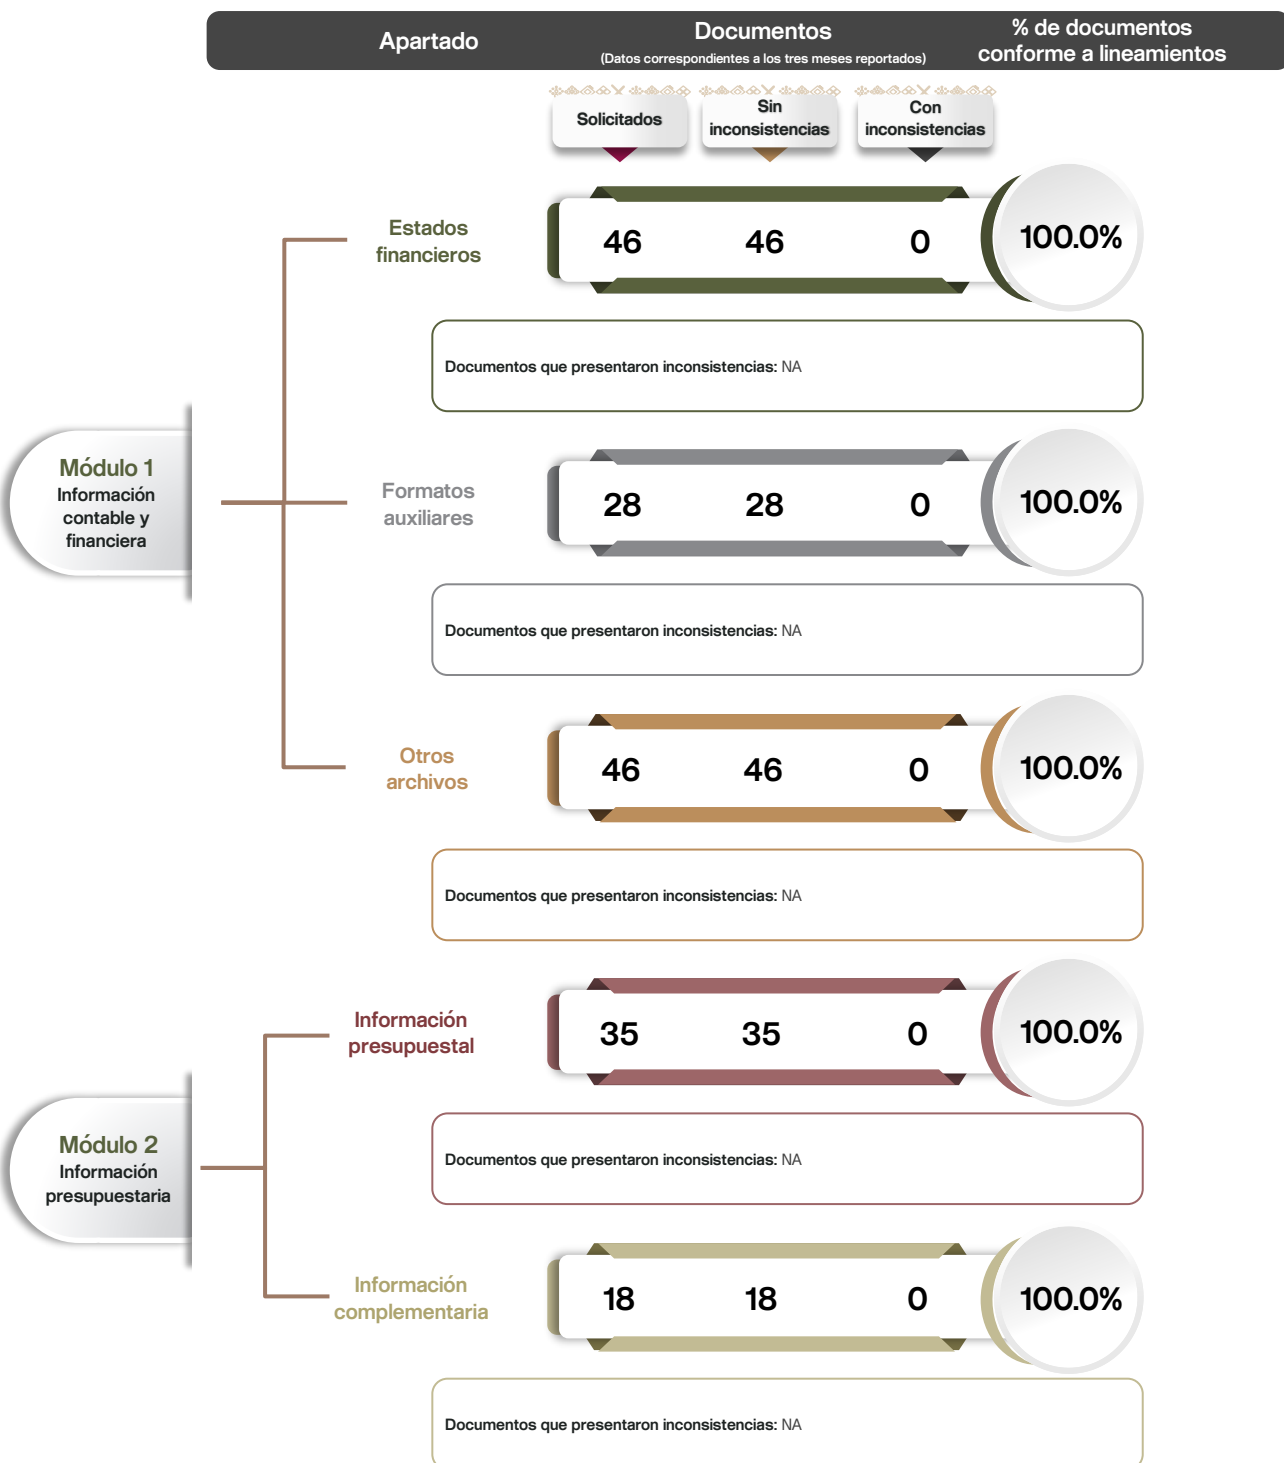 Apartado
Documentos
(Datos correspondientes a los tres meses reportados)
% de documentos
conforme a lineamientos
Solicitados
Sin
inconsistencias
Con
inconsistencias
Módulo 1
Información
contable y
financiera
Estados
financieros
46 46 0 100.0%
Documentos que presentaron inconsistencias: NA
Formatos
auxiliares
28 28 0 100.0%
Documentos que presentaron inconsistencias: NA
Otros
archivos
46 46 0 100.0%
Documentos que presentaron inconsistencias: NA
Módulo 2
Información
presupuestaria
Información
presupuestal
35 35 0 100.0%
Documentos que presentaron inconsistencias: NA
Información
complementaria
18 18 0 100.0%
Documentos que presentaron inconsistencias: NA